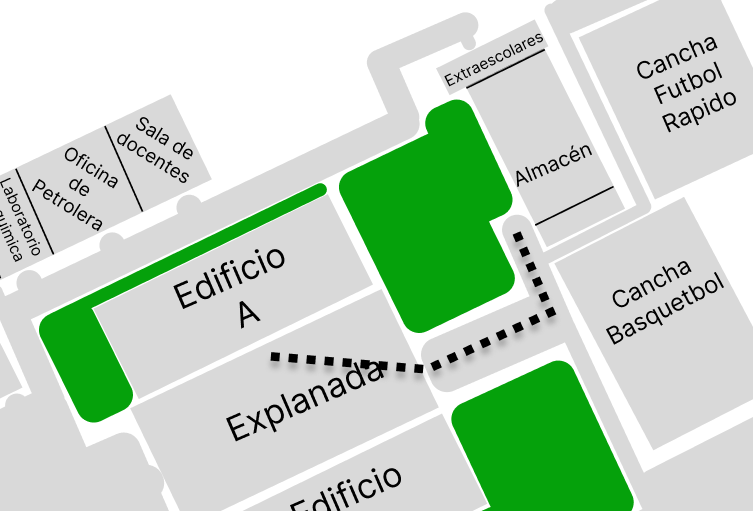 Extraescolares
Cancha
Futbol
Rapido
Sala de
docentes
Oficina
de
Petrolera
Laboratorio
química
Almacén
Edificio
A
Cancha
Basquetbol
Explanada
Edificio